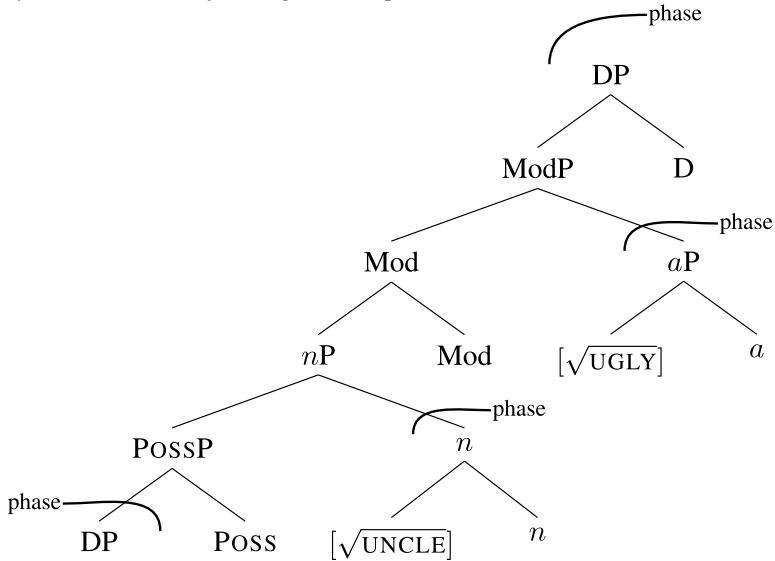 phase
DP
ModP D
phase
Mod aP
nP Mod [√UGLY] a
phase
POSSP n
phase
DP POSS [√UNCLE] n